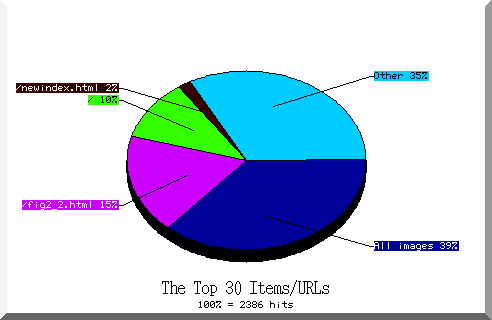 Other 35%
/newindex.html 2%
/ 10%
/fig2_2.html 15%
All images 39%
The Top 30 Items/URLs
100% = 2386 hits